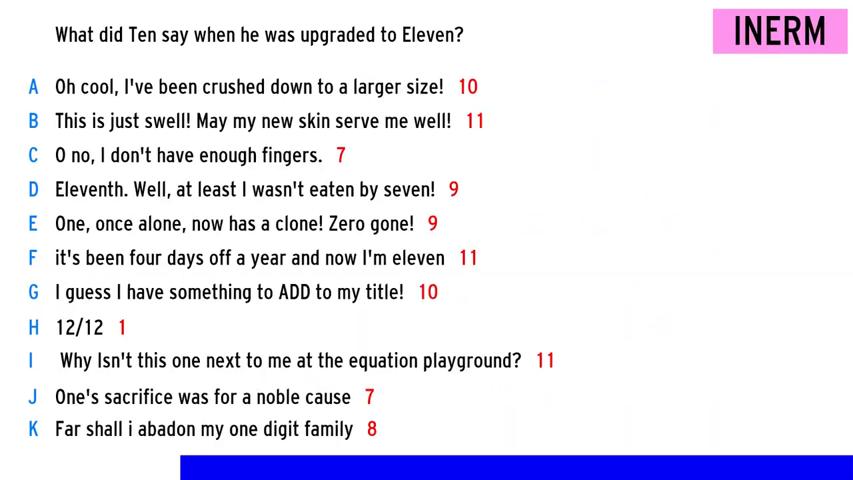 What did Ten say when he was upgraded to Eleven?
INERM
A Oh cool, I've been crushed down to a larger size! 10
B This is just swell! May my new skin serve me well! 11
C O no, I don't have enough fingers. 7
D Eleventh. Well, at least I wasn't eaten by seven! 9
E One, once alone, now has a clone! Zero gone! 9
F it's been four days off a year and now I'm eleven 11
G I guess I have something to ADD to my title! 10
H 12/12 1
I Why Isn't this one next to me at the equation playground? 11
J One's sacrifice was for a noble cause 7
K Far shall i abadon my one digit family 8